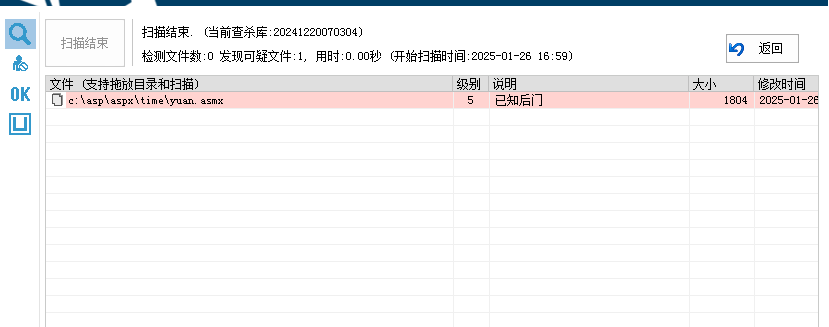 扫描结束
扫描结束. (当前查杀库:20241220070304)
检测文件数:0 发现可疑文件:1, 用时:0.00秒 (开始扫描时间:2025-01-26 16:59)
返回
OK
文件 (支持拖放目录和扫描) 级别 说明 大小 修改时间
c:\asp\aspx\time\yuan.asmx 5 已知后门 1804 2025-01-26